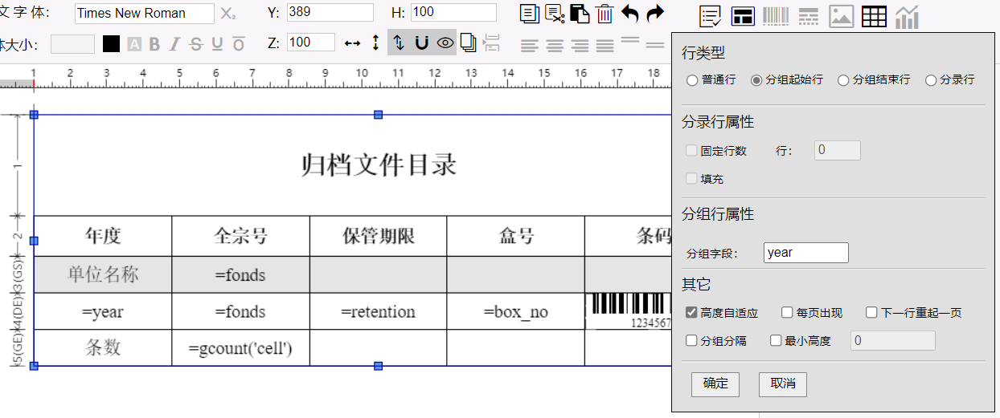 文 字 体: Times New Roman X₂ Y: 389 H: 100
体大小: A B I S U O Z: 100
1 2 3 4 5 6 7 8 9 10 11 12 13 14 15 16 17 18
行类型
普通行 分组起始行 分组结束行 分录行
分录行属性
固定行数 行: 0
填充
分组行属性
分组字段: year
其它
高度自适应 每页出现 下一行重起一页
分组分隔 最小高度 0
确定 取消
1
归档文件目录
2 年度 全宗号 保管期限 盒号 条码
3(GS) 单位名称 =fonds
4(DE) =year =fonds =retention =box_no 1234567
5(GE) 条数 =gcount('cell')